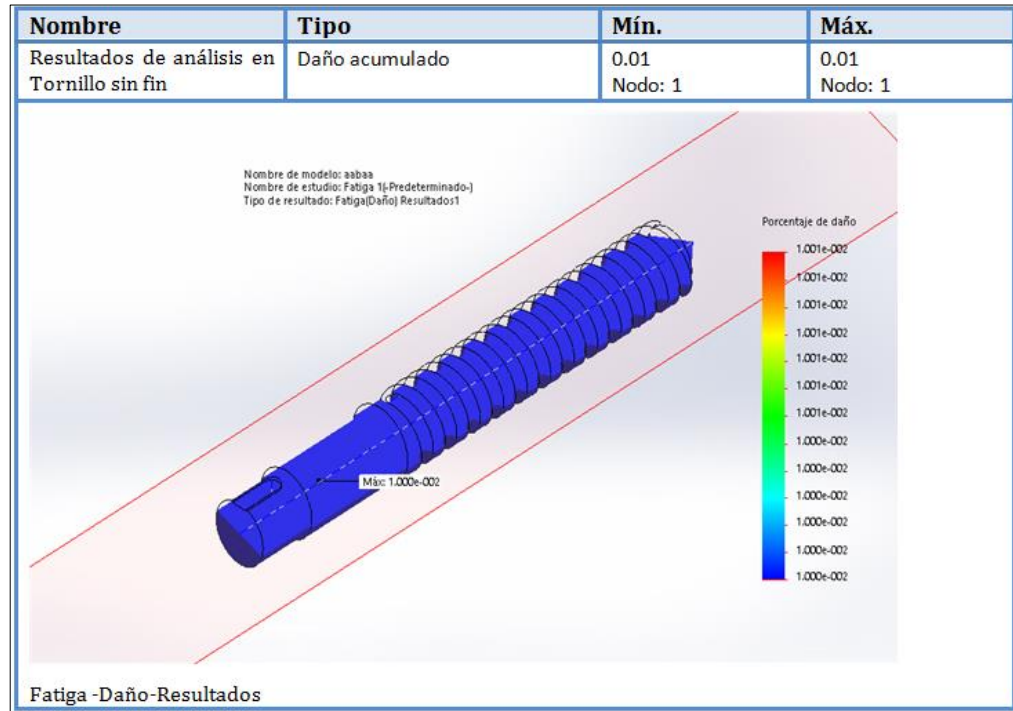 Nombre Tipo Mín. Máx.
Resultados de análisis en Daño acumulado 0.01 0.01
Tornillo sin fin Nodo: 1 Nodo: 1
Nombre de modelo: aabaa
Nombre de estudio: Fatiga 1(-Predeterminado-)
Tipo de resultado: Fatiga(Daño) Resultados1
Porcentaje de daño
1.001e-002
1.001e-002
1.001e-002
1.001e-002
1.001e-002
1.001e-002
1.001e-002
1.000e-002
1.000e-002
1.000e-002
1.000e-002
1.000e-002
1.000e-002
Máx: 1.000e-002
Fatiga -Daño-Resultados